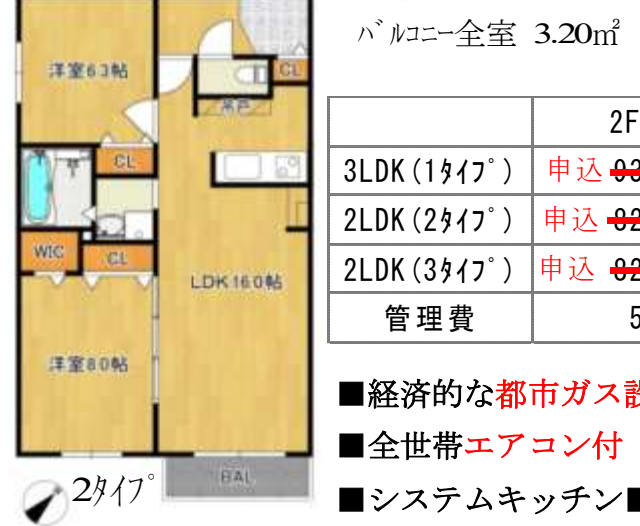 洋室6.3帖
CL
吊戸
CL
WIC
CL
LDK16.0帖
洋室8.0帖
BAL
2タイプ
バルコニー全室 3.20㎡
2F
3LDK(1タイプ) 申込
2LDK(2タイプ) 申込
2LDK(3タイプ) 申込
管理費 5
■経済的な都市ガス設
■全世帯エアコン付
■システムキッチン■